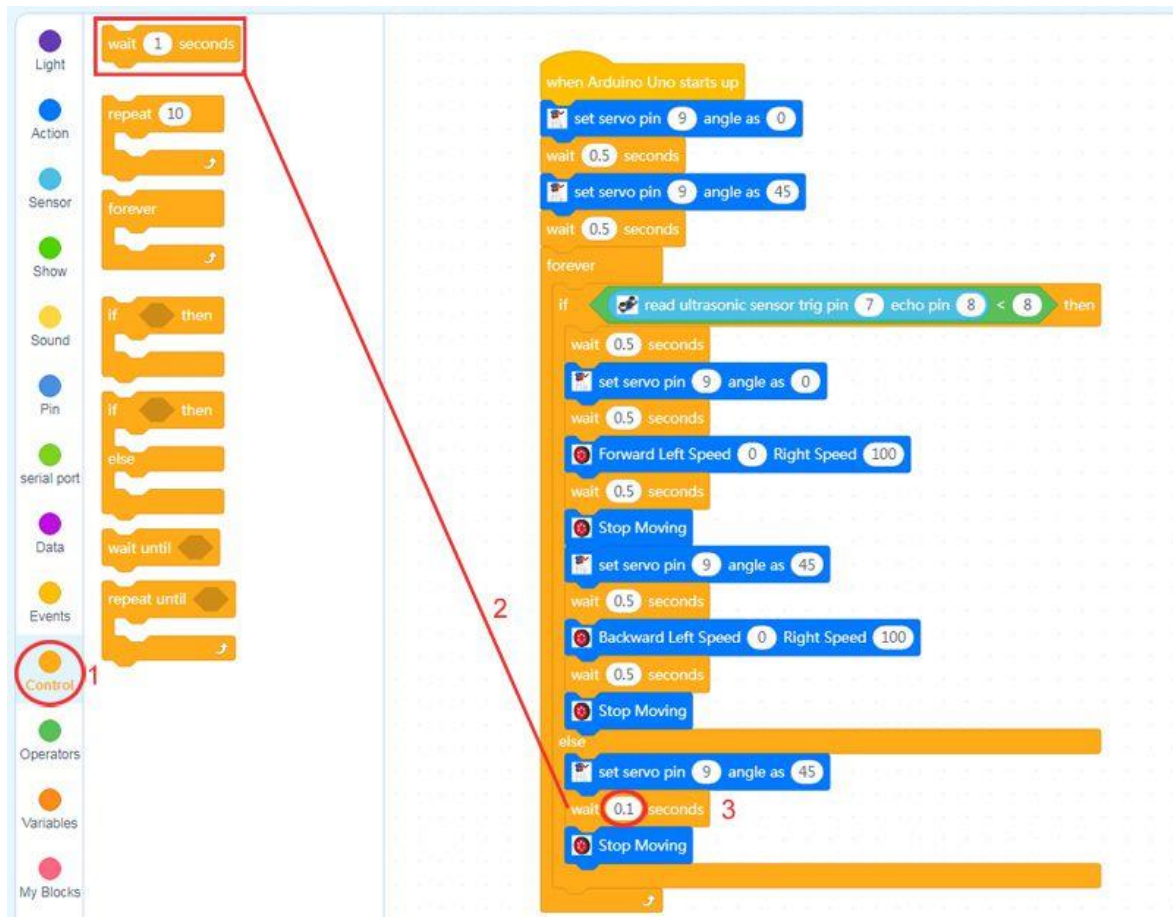 Light
Action
Sensor
Show
Sound
Pin
serial port
Data
Events
Control
1
Operators
Variables
My Blocks
wait 1 seconds
repeat 10
forever
if then
if then
else
wait until
repeat until
2
when Arduino Uno starts up
set servo pin 9 angle as 0
wait 0.5 seconds
set servo pin 9 angle as 45
wait 0.5 seconds
forever
if read ultrasonic sensor trig pin 7 echo pin 8 < 8 then
wait 0.5 seconds
set servo pin 9 angle as 0
wait 0.5 seconds
Forward Left Speed 0 Right Speed 100
wait 0.5 seconds
Stop Moving
set servo pin 9 angle as 45
wait 0.5 seconds
Backward Left Speed 0 Right Speed 100
wait 0.5 seconds
Stop Moving
else
set servo pin 9 angle as 45
wait 0.1 seconds 3
Stop Moving